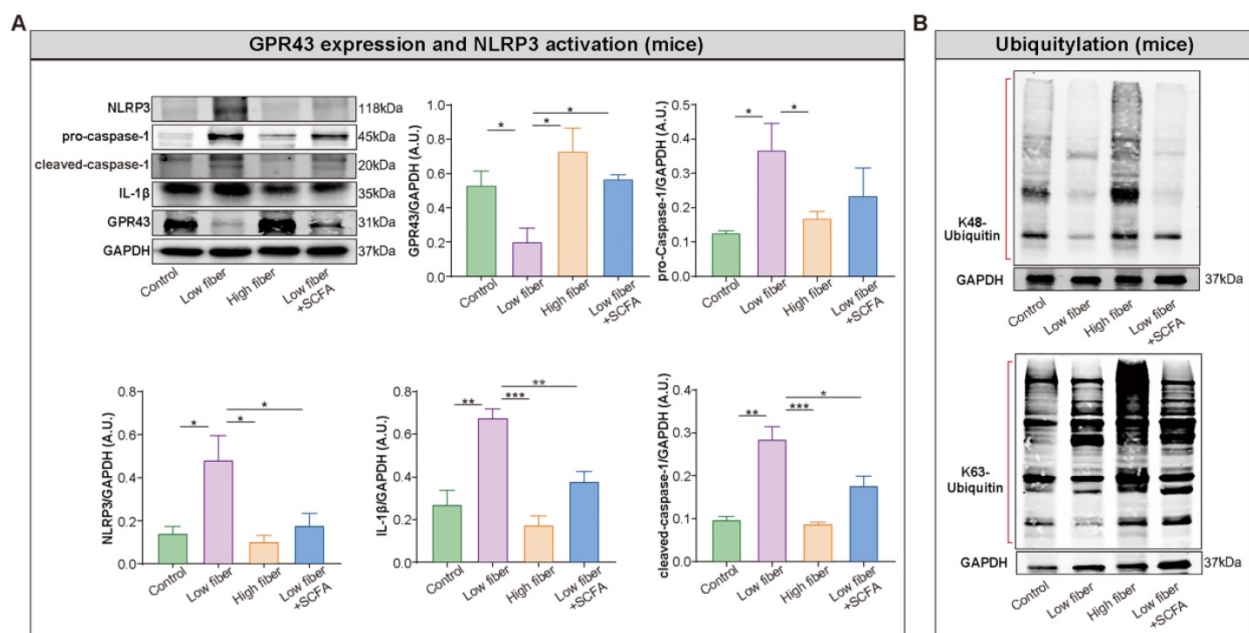 A
GPR43 expression and NLRP3 activation (mice)
NLRP3
118kDa
pro-caspase-1
45kDa
cleaved-caspase-1
20kDa
IL-1β
35kDa
GPR43
31kDa
GAPDH
37kDa
Control
Low fiber
High fiber
Low fiber
+SCFA
GPR43/GAPDH (A.U.)
1.0
0.8
0.6
0.4
0.2
0.0
*
*
*
Control
Low fiber
High fiber
Low fiber
+SCFA
pro-Caspase-1/GAPDH (A.U.)
0.5
0.4
0.3
0.2
0.1
0.0
*
*
Control
Low fiber
High fiber
Low fiber
+SCFA
NLRP3/GAPDH (A.U.)
0.8
0.6
0.4
0.2
0.0
*
*
*
Control
Low fiber
High fiber
Low fiber
+SCFA
IL-1β/GAPDH (A.U.)
0.8
0.6
0.4
0.2
0.0
**
***
**
Control
Low fiber
High fiber
Low fiber
+SCFA
cleaved-caspase-1/GAPDH (A.U.)
0.4
0.3
0.2
0.1
0.0
**
***
*
Control
Low fiber
High fiber
Low fiber
+SCFA
B
Ubiquitylation (mice)
K48-
Ubiquitin
GAPDH
37kDa
Control
Low fiber
High fiber
Low fiber
+SCFA
K63-
Ubiquitin
GAPDH
37kDa
Control
Low fiber
High fiber
Low fiber
+SCFA